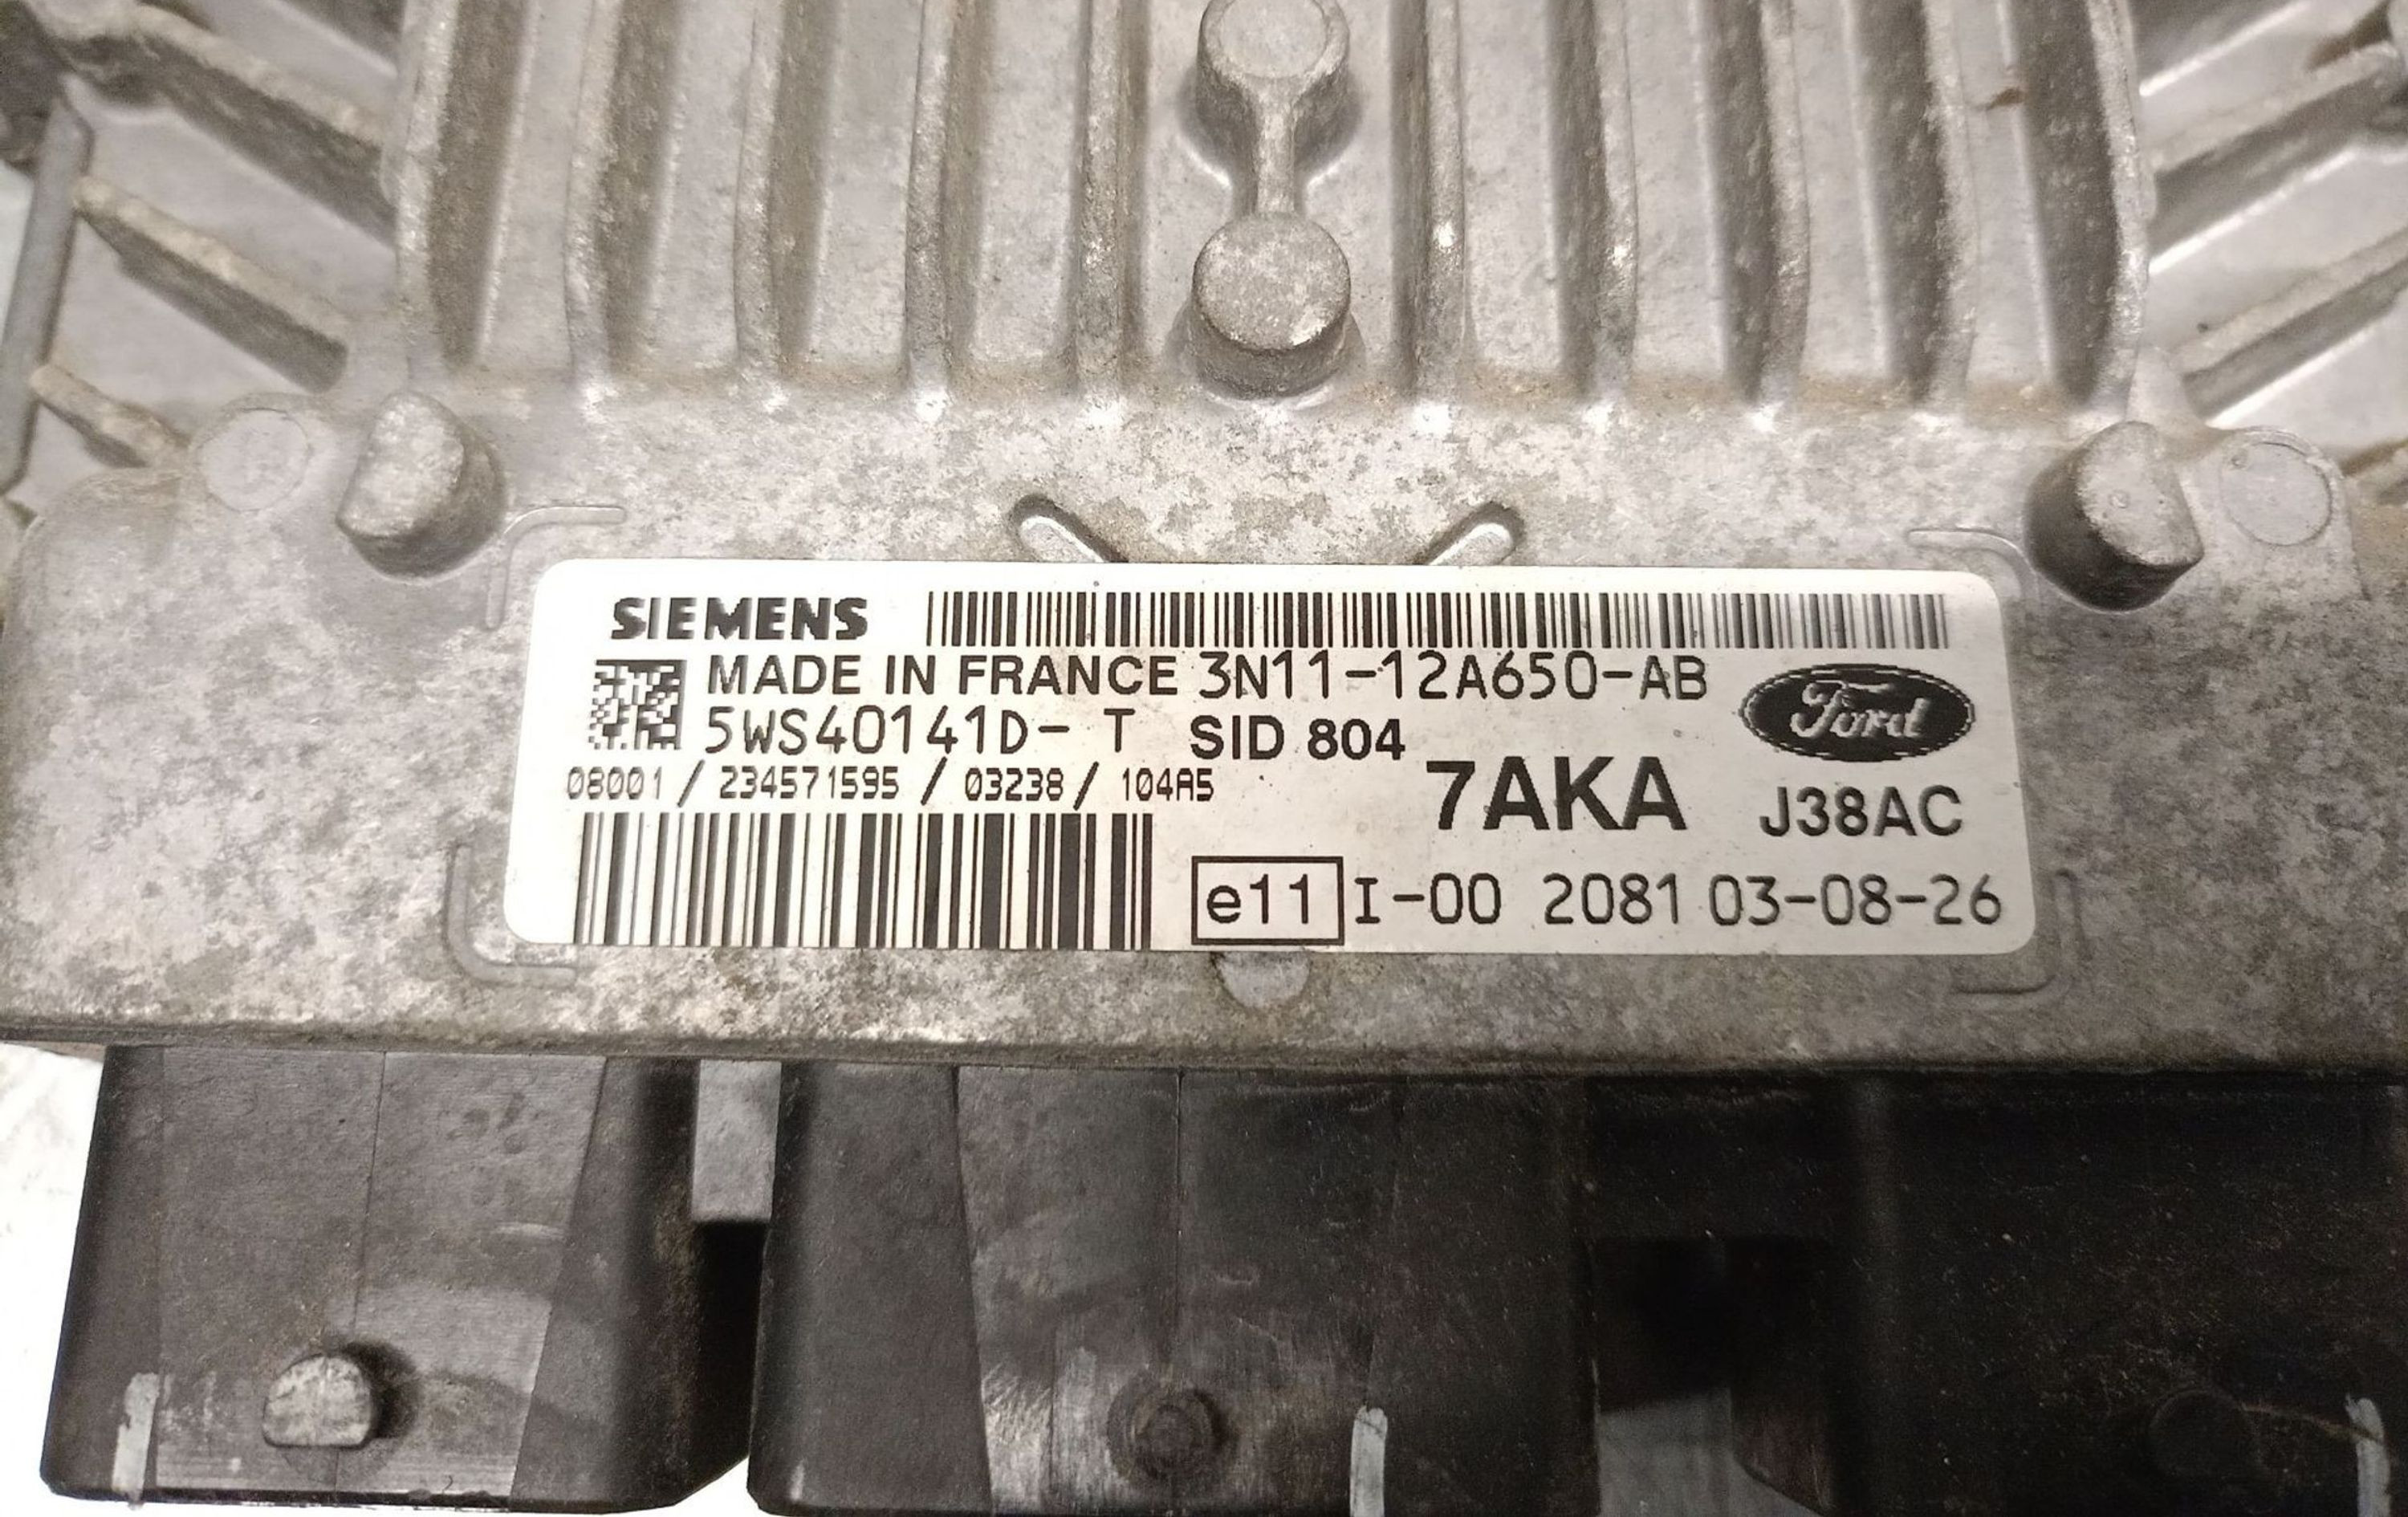 SIEMENS
MADE IN FRANCE 3N11-12A650-AB
Ford
5WS40141D- T SID 804
08001 / 234571595 / 03238 / 104A5
7AKA J38AC
e11 I-00 2081 03-08-26